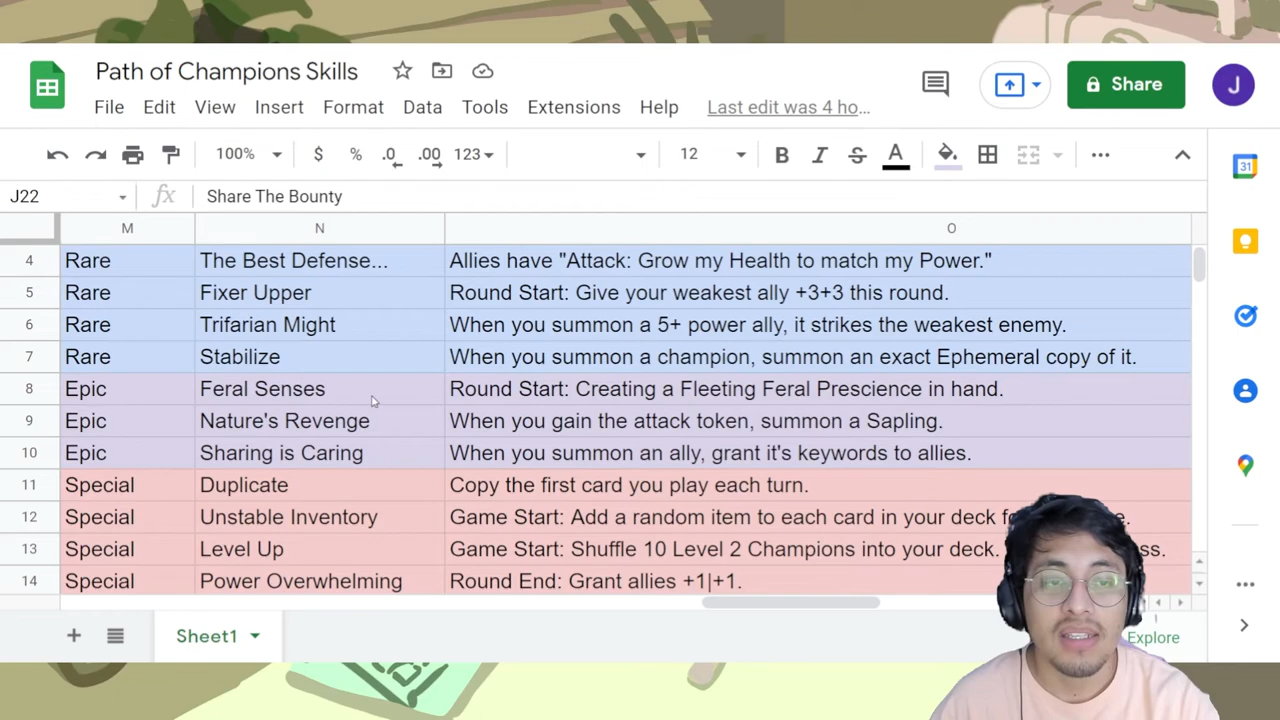 Path of Champions Skills
Share
J
File Edit View Insert Format Data Tools Extensions Help Last edit was 4 ho...
100% $ % .0 .00 123 12 B I S A
J22 fx Share The Bounty
31
M N O
4 Rare The Best Defense... Allies have "Attack: Grow my Health to match my Power."
5 Rare Fixer Upper Round Start: Give your weakest ally +3+3 this round.
6 Rare Trifarian Might When you summon a 5+ power ally, it strikes the weakest enemy.
7 Rare Stabilize When you summon a champion, summon an exact Ephemeral copy of it.
8 Epic Feral Senses Round Start: Creating a Fleeting Feral Prescience in hand.
9 Epic Nature's Revenge When you gain the attack token, summon a Sapling.
10 Epic Sharing is Caring When you summon an ally, grant it's keywords to allies.
11 Special Duplicate Copy the first card you play each turn.
12 Special Unstable Inventory Game Start: Add a random item to each card in your deck
13 Special Level Up Game Start: Shuffle 10 Level 2 Champions into your deck.
14 Special Power Overwhelming Round End: Grant allies +1|+1.
Sheet1 Explore